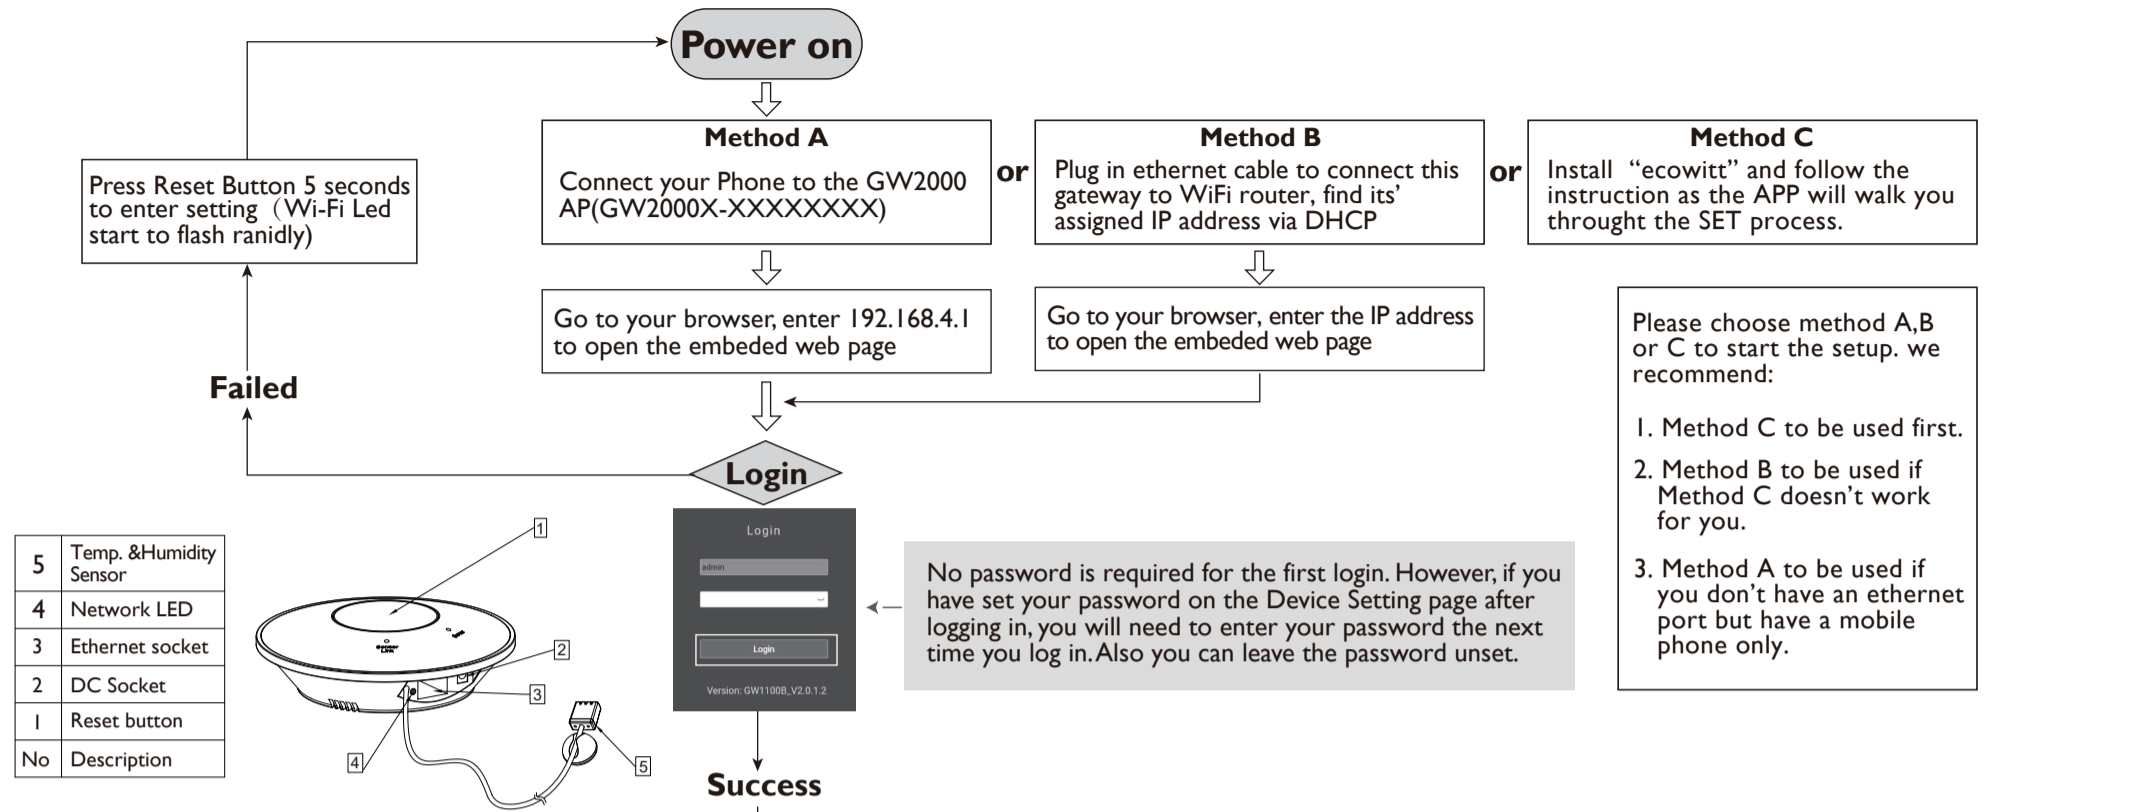 Power on
Press Reset Button 5 seconds
to enter setting（Wi-Fi Led
start to flash ranidly)
Method A
Connect your Phone to the GW2000
AP(GW2000X-XXXXXXXX)
or
Method B
Plug in ethernet cable to connect this
gateway to WiFi router, find its’
assigned IP address via DHCP
or
Method C
Install “ecowitt” and follow the
instruction as the APP will walk you
throught the SET process.
Go to your browser, enter 192.168.4.1
to open the embeded web page
Go to your browser, enter the IP address
to open the embeded web page
Please choose method A,B
or C to start the setup. we
recommend:
1. Method C to be used first.
2. Method B to be used if
Method C doesn’t work
for you.
3. Method A to be used if
you don’t have an ethernet
port but have a mobile
phone only.
Failed
Login
Login
admin
Login
Version: GW1100B_V2.0.1.2
No password is required for the first login. However, if you
have set your password on the Device Setting page after
logging in, you will need to enter your password the next
time you log in. Also you can leave the password unset.
Success
5 Temp. &Humidity
Sensor
4 Network LED
3 Ethernet socket
2 DC Socket
1 Reset button
No Description
1
2
3
4
5